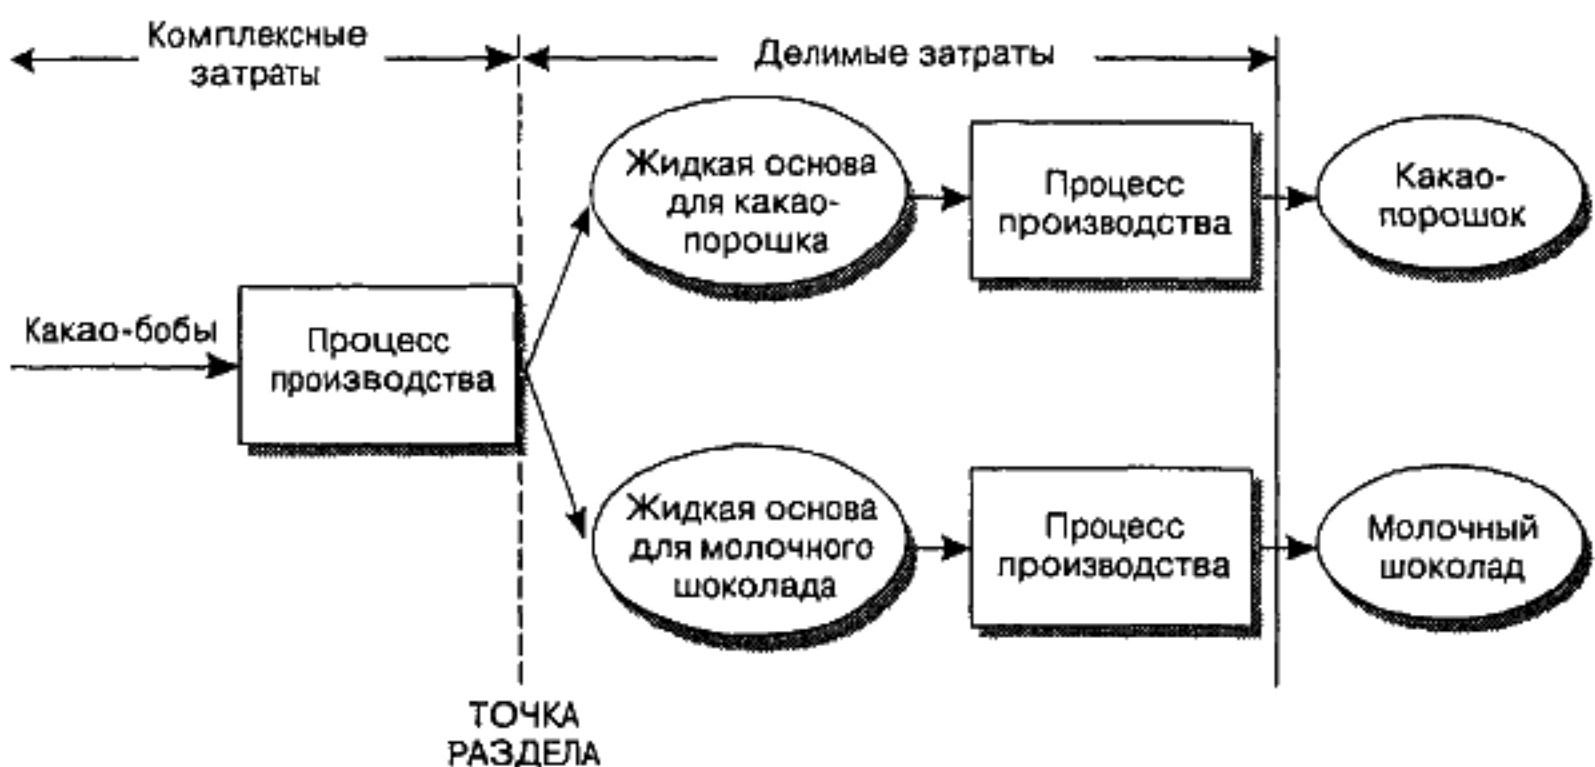 Комплексные
затраты
Делимые затраты
Жидкая основа
для какао-
порошка
Процесс
производства
Какао-
порошок
Какао-бобы
Процесс
производства
Жидкая основа
для молочного
шоколада
Процесс
производства
Молочный
шоколад
ТОЧКА
РАЗДЕЛА